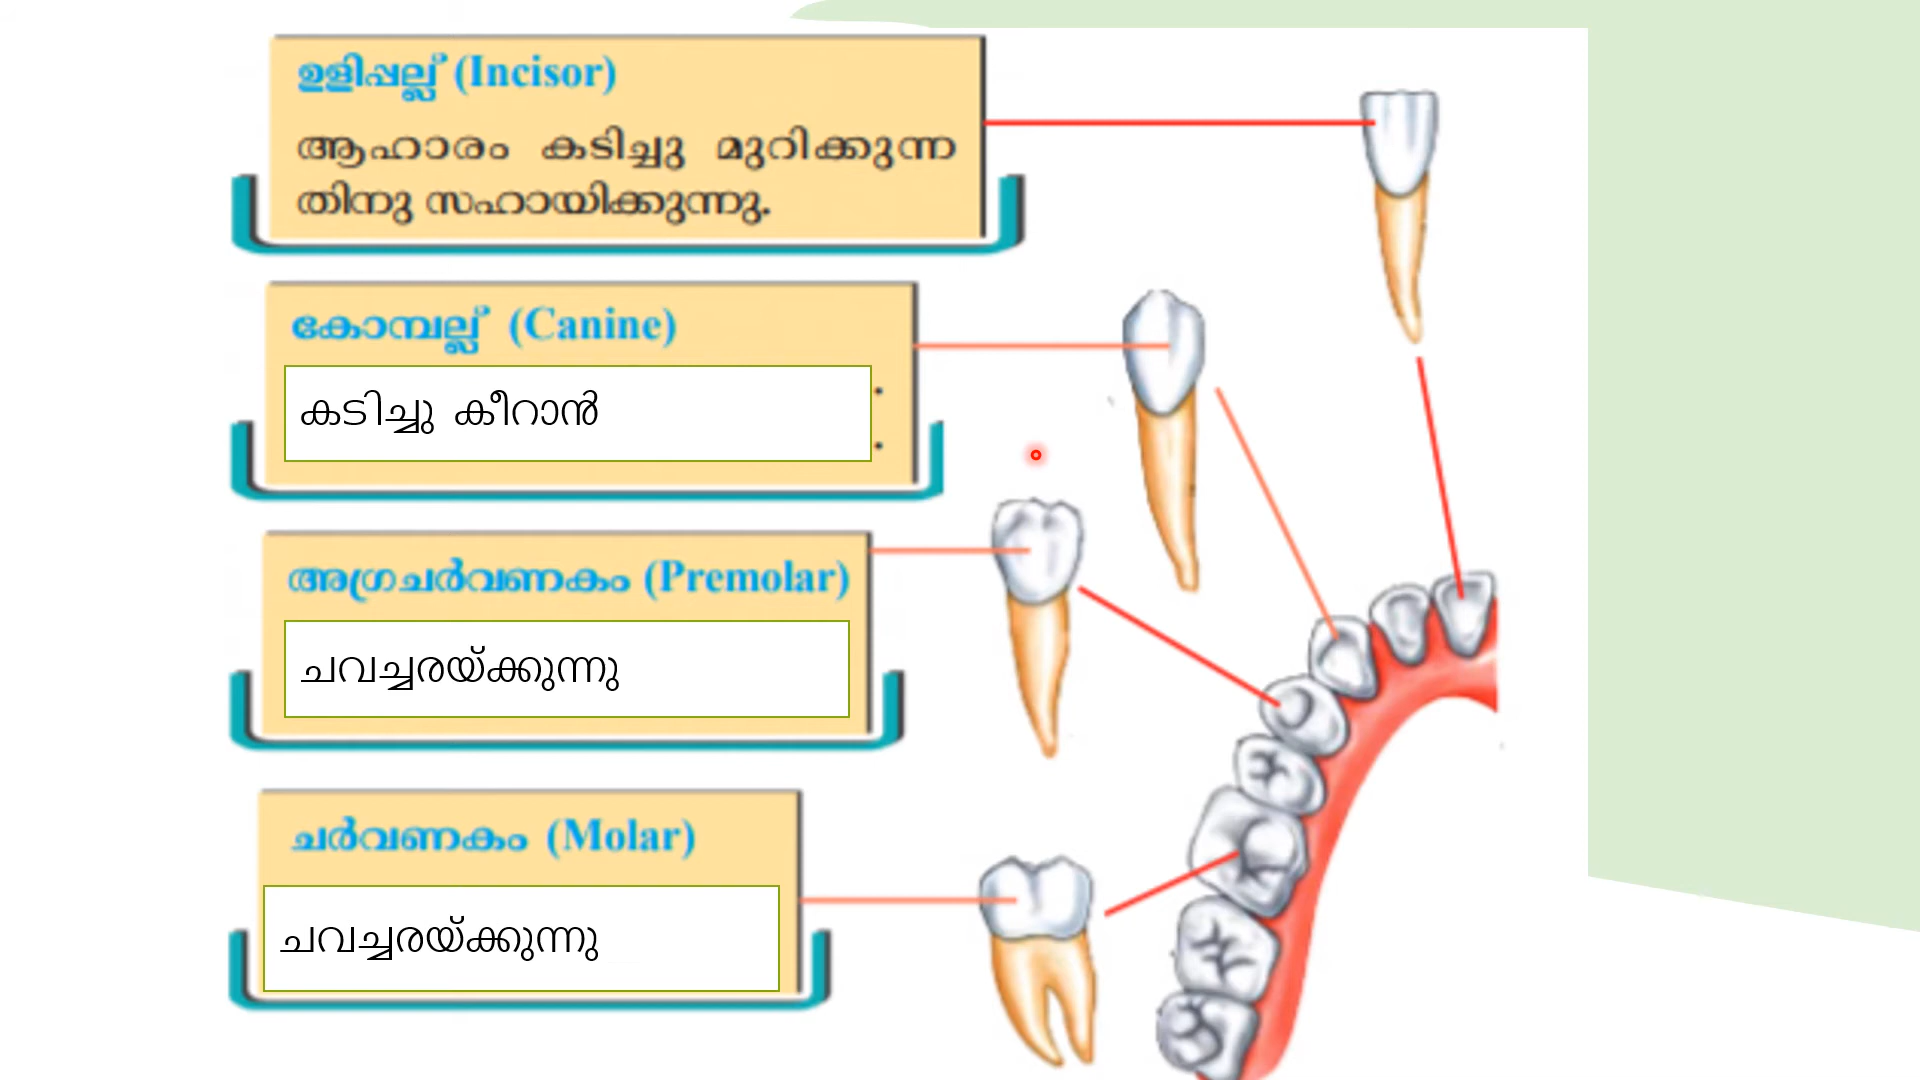 ഉളിപ്പല്ല് (Incisor)
ആഹാരം കടിച്ചു മുറിക്കുന്ന
തിനു സഹായിക്കുന്നു.
കോമ്പല്ല് (Canine)
കടിച്ചു കീറാൻ
അഗ്രചർവണകം (Premolar)
ചവച്ചരയ്ക്കുന്നു
ചർവണകം (Molar)
ചവച്ചരയ്ക്കുന്നു